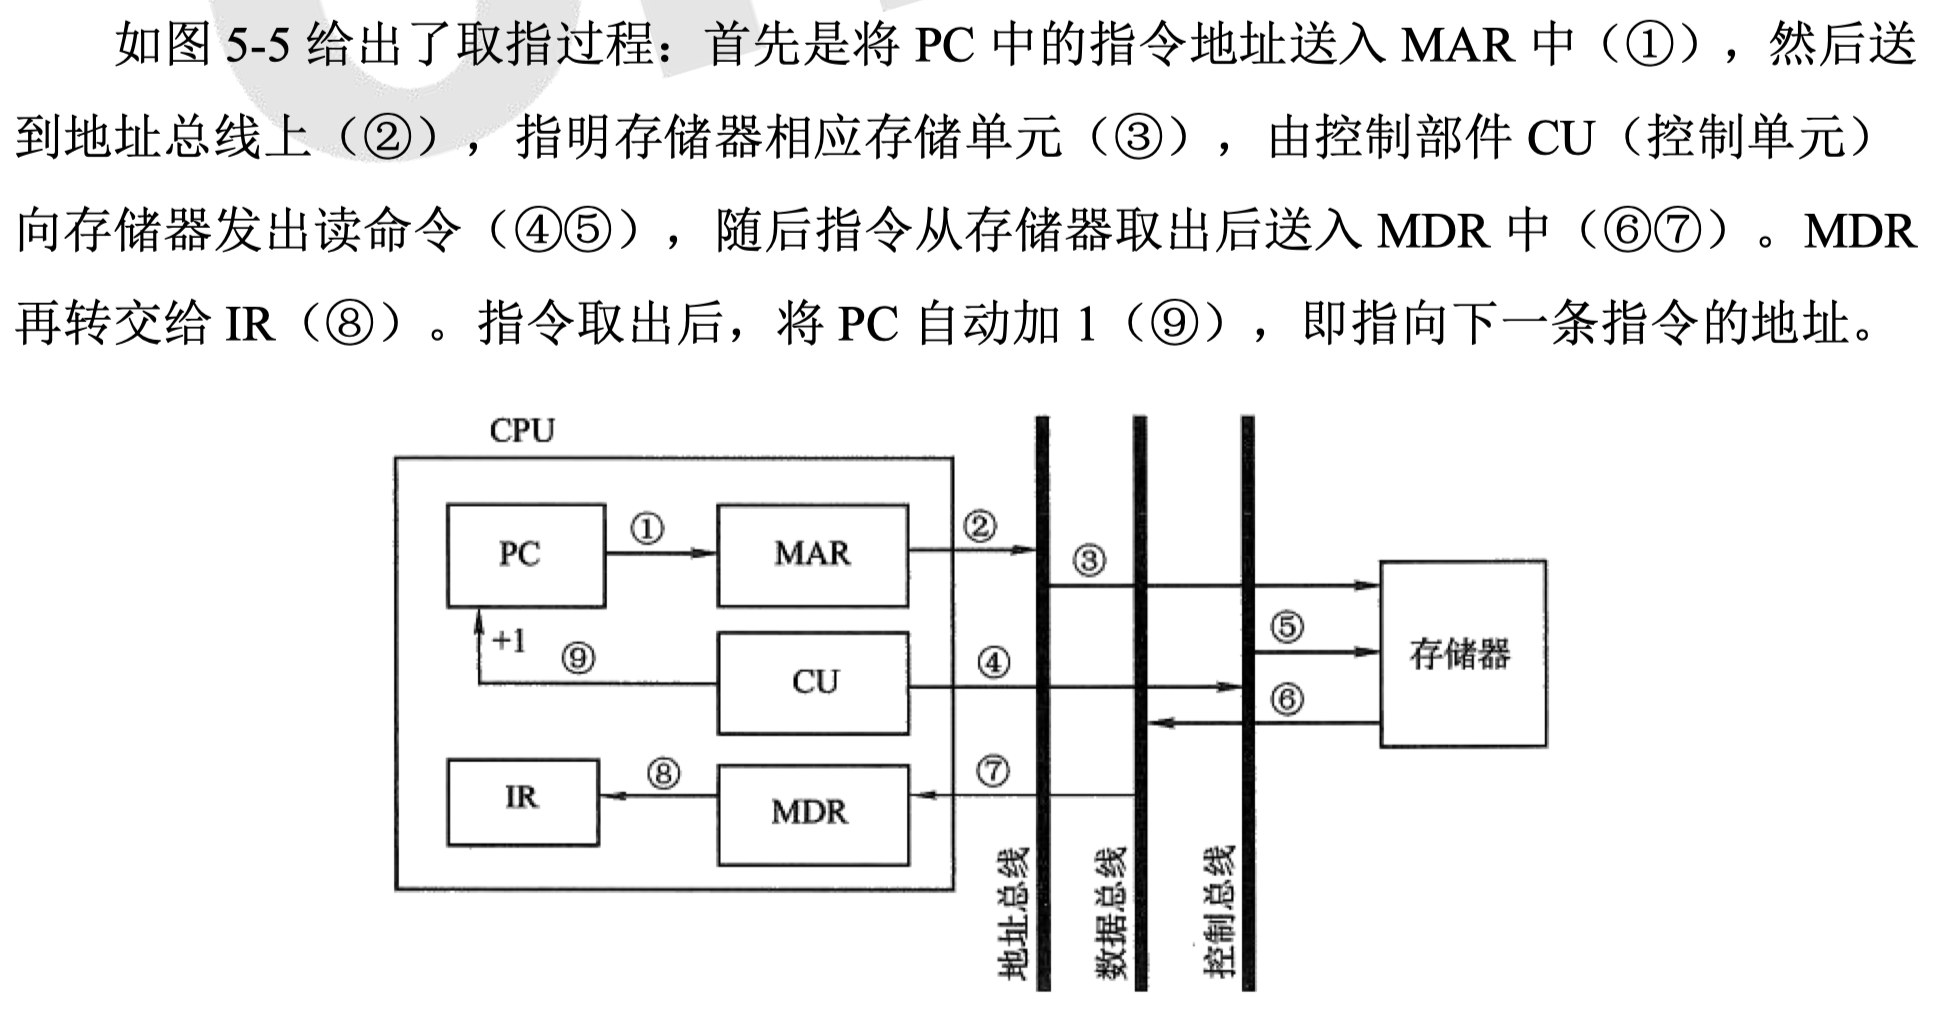 如图 5-5 给出了取指过程：首先是将 PC 中的指令地址送入 MAR 中（①），然后送
到地址总线上（②），指明存储器相应存储单元（③），由控制部件 CU（控制单元）
向存储器发出读命令（④⑤），随后指令从存储器取出后送入 MDR 中（⑥⑦）。MDR
再转交给 IR（⑧）。指令取出后，将 PC 自动加 1（⑨），即指向下一条指令的地址。
CPU
PC
①
MAR
②
③
+1
⑨
CU
④
⑤
存储器
⑥
IR
⑧
MDR
⑦
地址总线
数据总线
控制总线